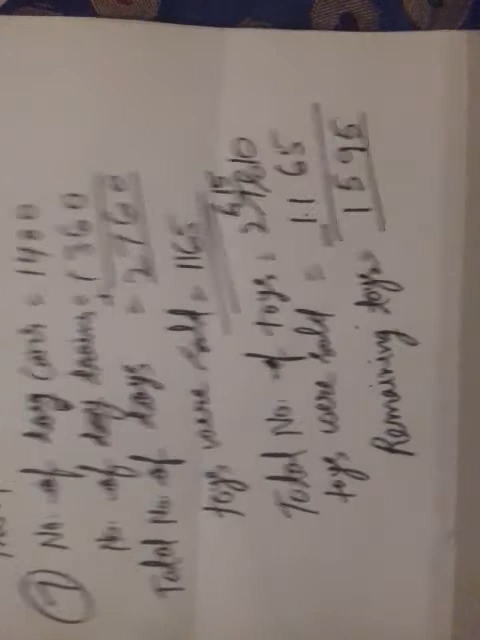 7 No. of toy cars = 1400
No. of toy trains = 1360
Total No. of toys = 2760
toys were sold = 1165
Total No. of toys = 2760
toys were sold = 1165
Remaining toys = 1595